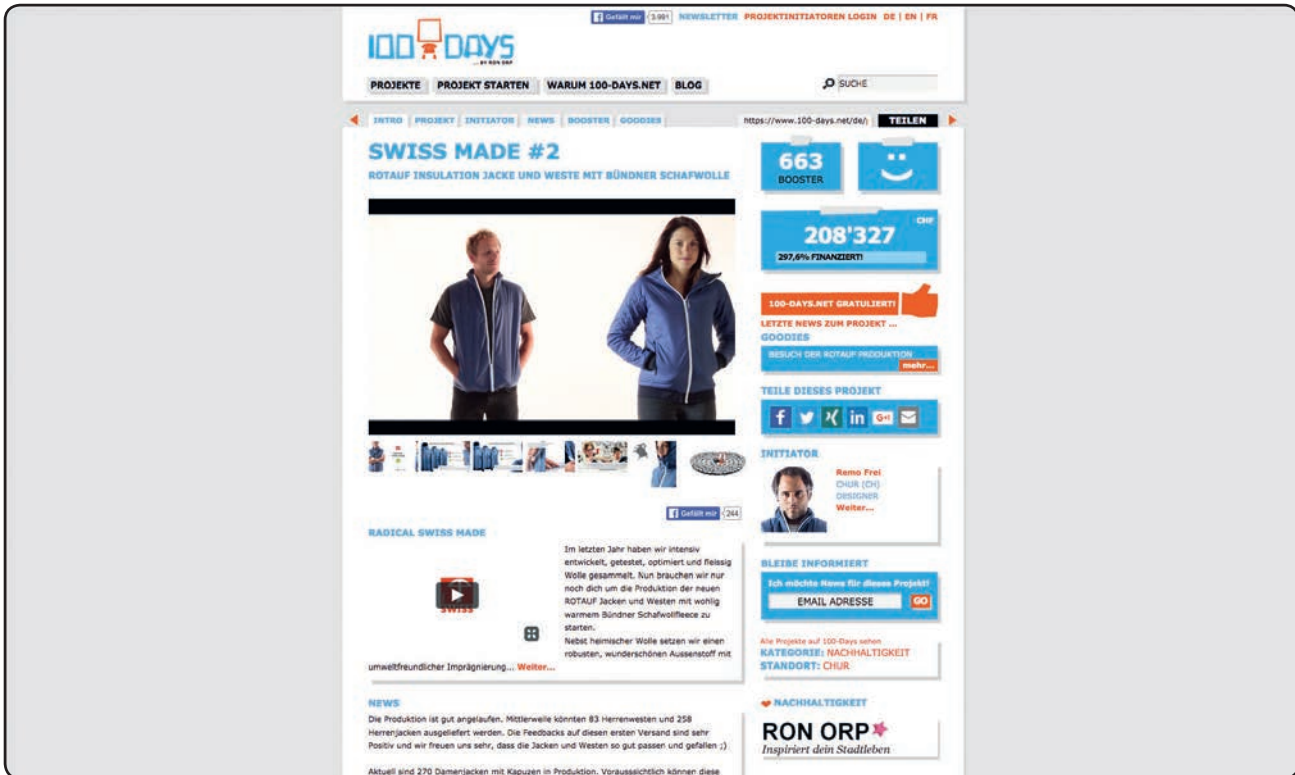 Gefällt mir 3.991 NEWSLETTER PROJEKTINITIATOREN LOGIN DE | EN | FR
100 DAYS
... BY RON ORP
PROJEKTE PROJEKT STARTEN WARUM 100-DAYS.NET BLOG SUCHE
INTRO PROJEKT INITIATOR NEWS BOOSTER GOODIES
https://www.100-days.net/de/ TEILEN
SWISS MADE #2
ROTAUF INSULATION JACKE UND WESTE MIT BÜNDNER SCHAFWOLLE
Gefällt mir 244
RADICAL SWISS MADE
SWISS
Im letzten Jahr haben wir intensiv
entwickelt, getestet, optimiert und fleissig
Wolle gesammelt. Nun brauchen wir nur
noch dich um die Produktion der neuen
ROTAUF Jacken und Westen mit wohlig
warmem Bündner Schafwollfleece zu
starten.
Nebst heimischer Wolle setzen wir einen
robusten, wunderschönen Aussenstoff mit
umweltfreundlicher Imprägnierung... Weiter...
NEWS
Die Produktion ist gut angelaufen. Mittlerweile könnten 83 Herrenwesten und 258
Herrenjacken ausgeliefert werden. Die Feedbacks auf diesen ersten Versand sind sehr
Positiv und wir freuen uns sehr, dass die Jacken und Westen so gut passen und gefallen ;)
Aktuell sind 270 Damenjacken mit Kapuzen in Produktion. Voraussichtlich können diese
663
BOOSTER
CHF
208'327
297,6% FINANZIERT!
100-DAYS.NET GRATULIERT!
LETZTE NEWS ZUM PROJEKT ...
GOODIES
BESUCH DER ROTAUF PRODUKTION
mehr...
TEILE DIESES PROJEKT
f in G+1
INITIATOR
Remo Frei
CHUR (CH)
DESIGNER
Weiter...
BLEIBE INFORMIERT
Ich möchte News für dieses Projekt!
EMAIL ADRESSE GO
Alle Projekte auf 100-Days sehen
KATEGORIE: NACHHALTIGKEIT
STANDORT: CHUR
NACHHALTIGKEIT
RON ORP
Inspiriert dein Stadtleben